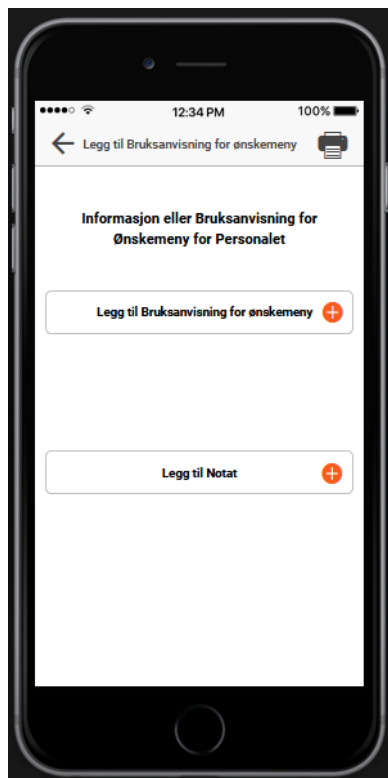 12:34 PM
100%
Legg til Bruksanvisning for ønskemeny
Informasjon eller Bruksanvisning for
Ønskemeny for Personalet
Legg til Bruksanvisning for ønskemeny
Legg til Notat